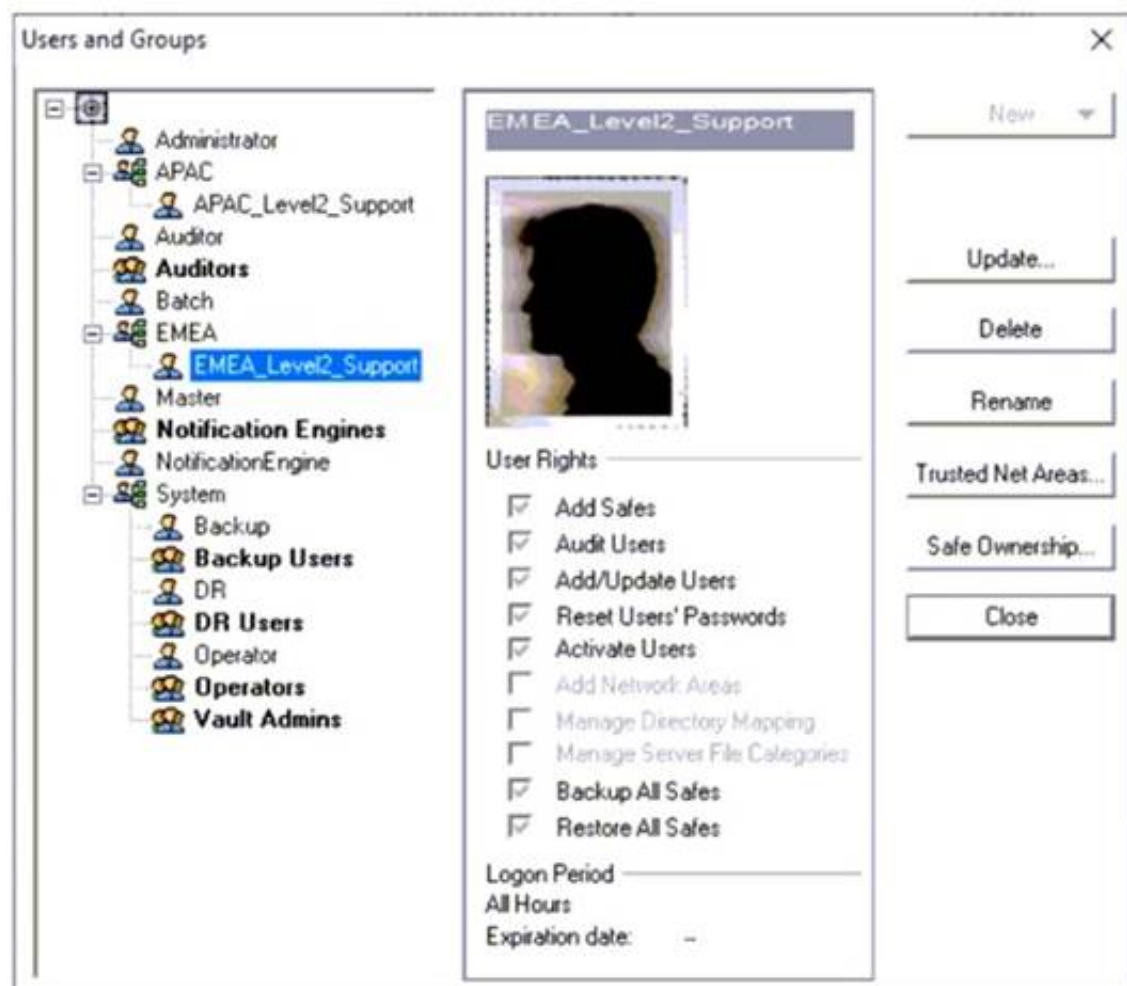 Users and Groups
Administrator
APAC
APAC_Level2_Support
Auditor
Auditors
Batch
EMEA
EMEA_Level2_Support
Master
Notification Engines
NotificationEngine
System
Backup
Backup Users
DR
DR Users
Operator
Operators
Vault Admins
EMEA_Level2_Support
User Rights
Add Safes
Audit Users
Add/Update Users
Reset Users' Passwords
Activate Users
Add Network Areas
Manage Directory Mapping
Manage Server File Categories
Backup All Safes
Restore All Safes
Logon Period
All Hours
Expiration date: --
New
Update...
Delete
Rename
Trusted Net Areas...
Safe Ownership...
Close